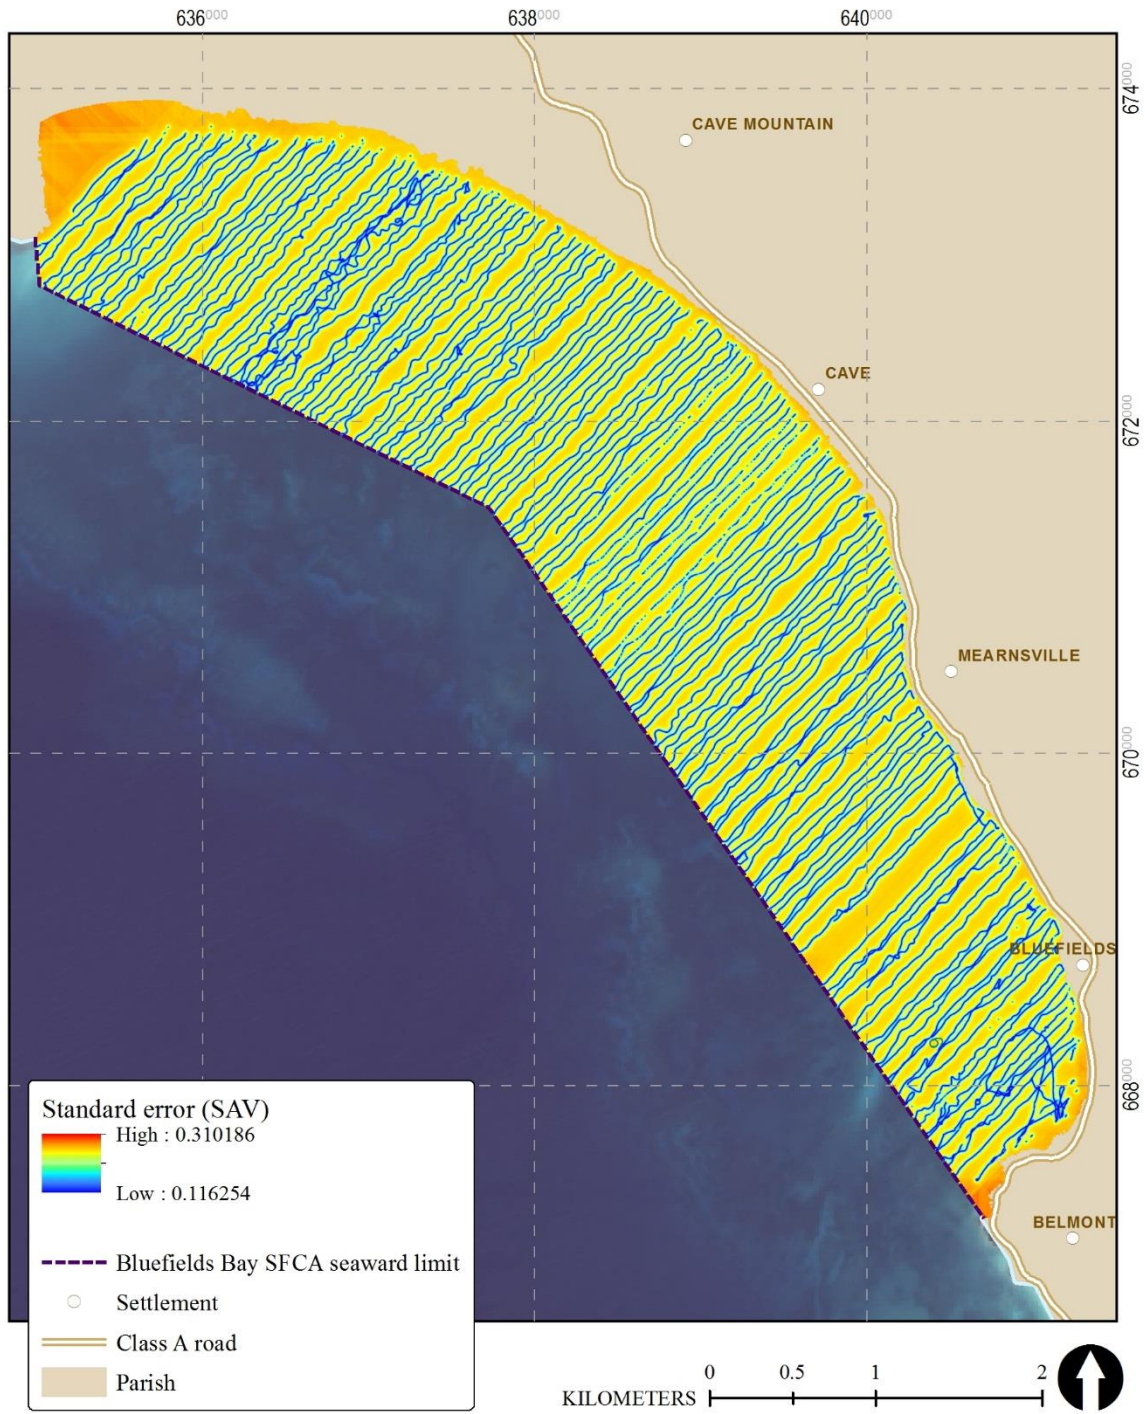 636000 638000 640000
674000
CAVE MOUNTAIN
CAVE
672000
MEARNSVILLE
670000
BLUEFIELDS
668000
BELMONT
Standard error (SAV)
High : 0.310186
Low : 0.116254
Bluefields Bay SFCA seaward limit
Settlement
Class A road
Parish
0 0.5 1 2
KILOMETERS